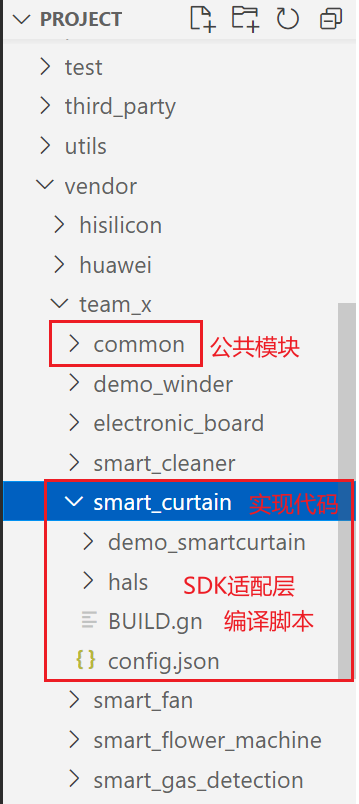 PROJECT
test
third_party
utils
vendor
hisilicon
huawei
team_x
common 公共模块
demo_winder
electronic_board
smart_cleaner
smart_curtain 实现代码
demo_smartcurtain
hals SDK适配层
BUILD.gn 编译脚本
{ } config.json
smart_fan
smart_flower_machine
smart_gas_detection